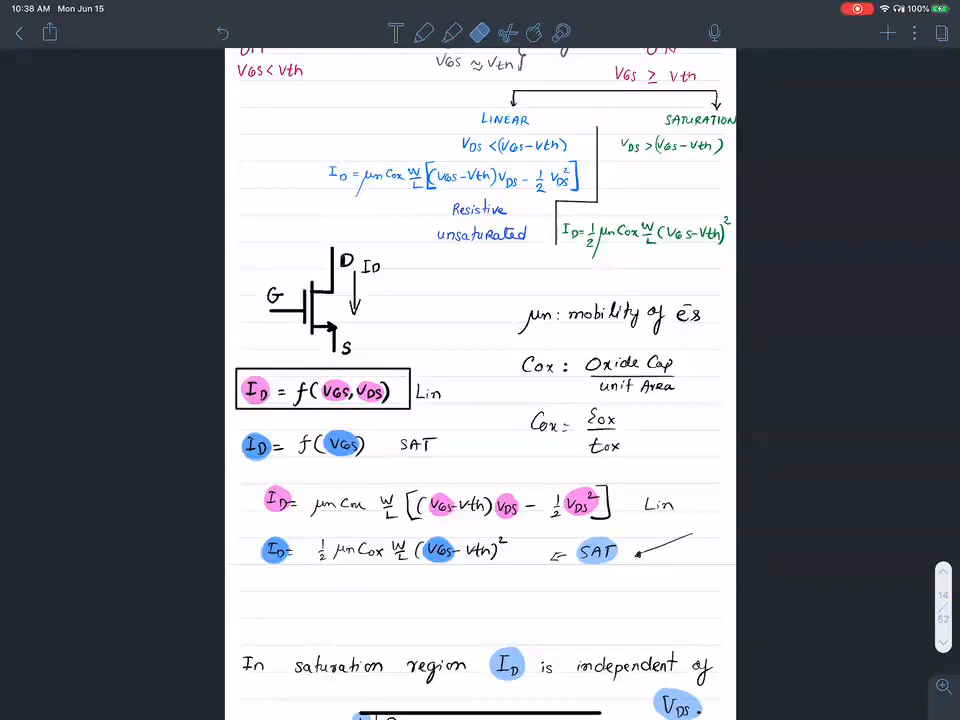 10:38 AM Mon Jun 15
100%
VGS < Vth
VGS ≈ Vth
VGS ≥ Vth
LINEAR
SATURATION
VDS < (VGS-Vth)
VDS > (VGS-Vth)
ID = μn Cox W/L [(VGS-Vth) VDS - 1/2 VDS²]
Resistive
unsaturated
ID = 1/2 μn Cox W/L (VGS-Vth)²
D
ID
G
S
μn: mobility of ēs
Cox: Oxide Cap
unit Area
ID = f(VGS, VDS) Lin
Cox = εox
tox
ID = f(VGS) SAT
ID = μn Cox W/L [(VGS-Vth) VDS - 1/2 VDS²] Lin
ID = 1/2 μn Cox W/L (VGS-Vth)² ⇐ SAT
14
/
52
In saturation region ID is independent of
VDS.